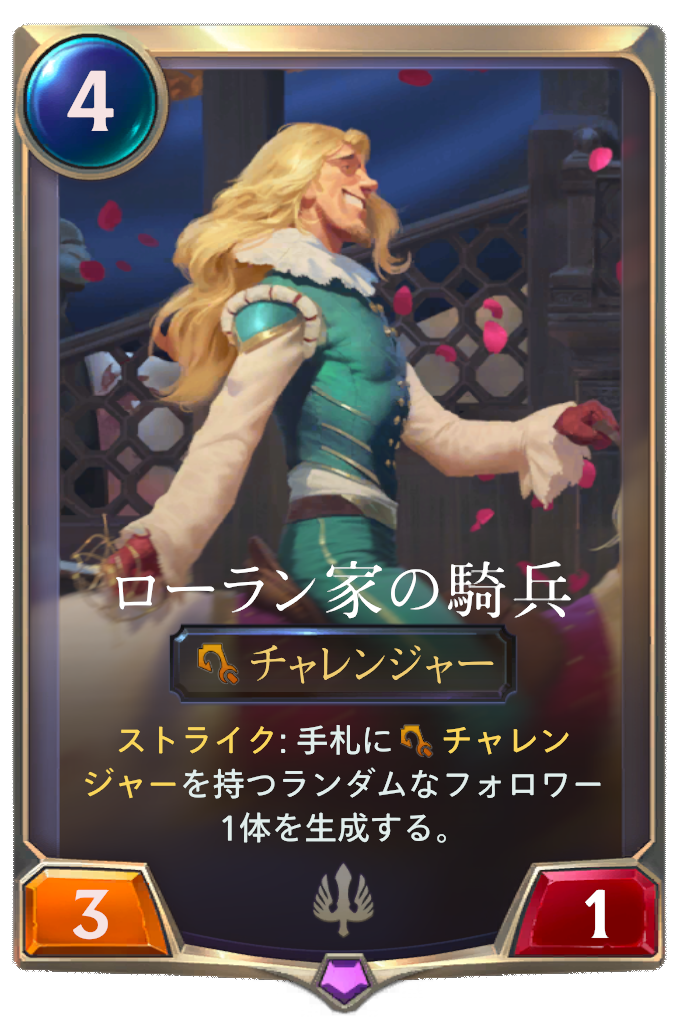 4
ローラン家の騎兵
チャレンジャー
ストライク: 手札に チャレン
ジャーを持つランダムなフォロワー
1体を生成する。
3
1